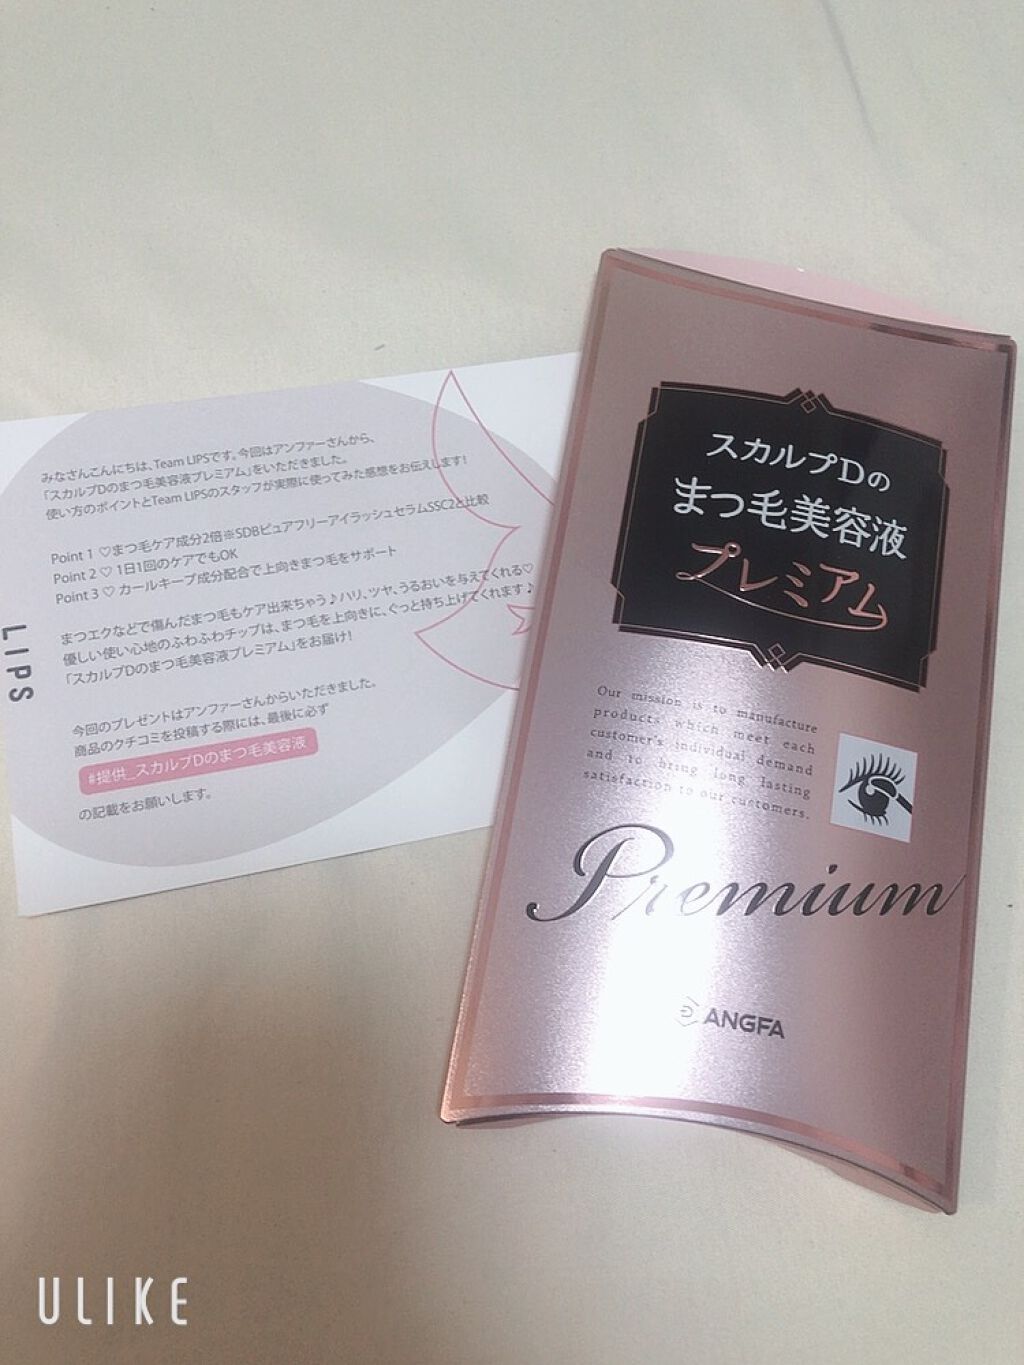 みなさんこんにちは、Team LIPSです。今回はアンファーさんから、
「スカルプDのまつ毛美容液プレミアム」をいただきました。
使い方のポイントとTeam LIPSのスタッフが実際に使ってみた感想をお伝えします!
Point 1 ♡まつ毛ケア成分2倍※SDBピュアフリーアイラッシュセラムSSC2と比較
Point 2 ♡ 1日1回のケアでもOK
Point 3 ♡ カールキープ成分配合で上向きまつ毛をサポート
まつエクなどで傷んだまつ毛もケア出来ちゃう♪ハリ、ツヤ、うるおいを与えてくれる♡
優しい使い心地のふわふわチップは、まつ毛を上向きに、ぐっと持ち上げてくれます♪
「スカルプDのまつ毛美容液プレミアム」をお届け!
今回のプレゼントはアンファーさんからいただきました。
商品のクチコミを投稿する際には、最後に必ず
#提供_スカルプDのまつ毛美容液
の記載をお願いします。
LIPS
スカルプDの
まつ毛美容液
プレミアム
Our mission is to manufacture
products which meet each
customer's individual demand
and to bring long lasting
satisfaction to our customers.
Premium
ANGFA
ULIKE